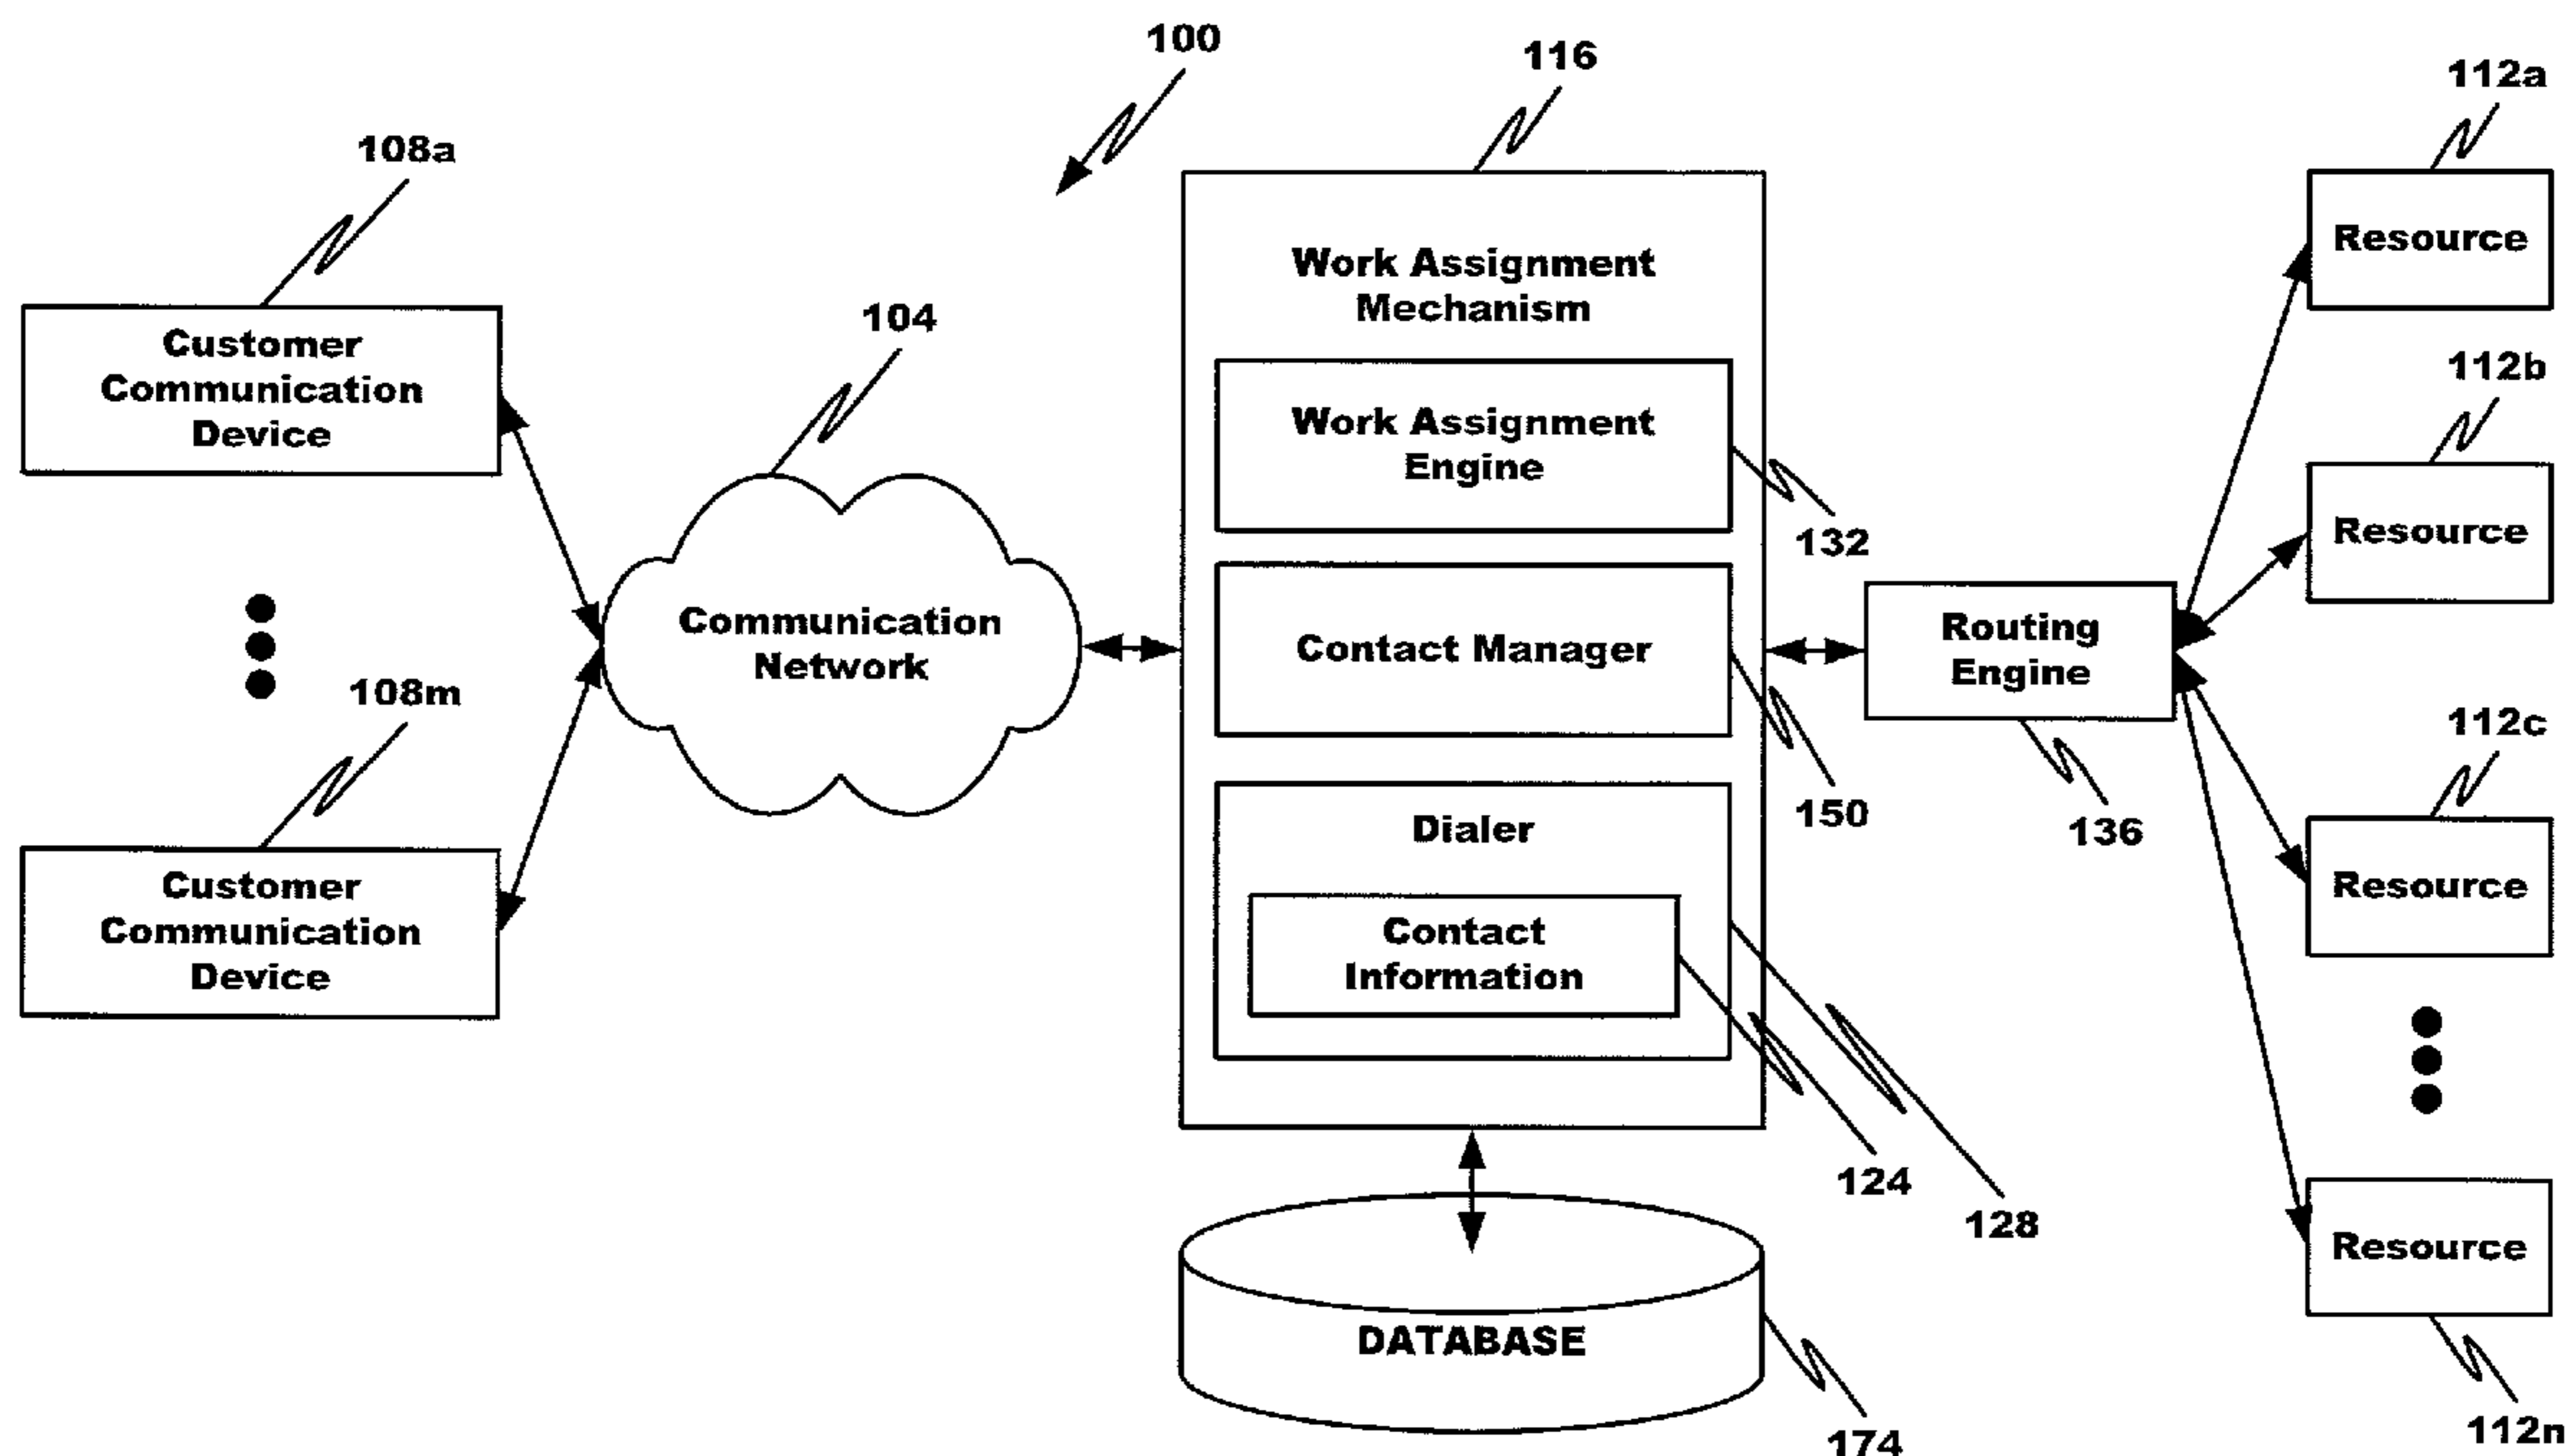 100
116
112a
108a
Resource
Work Assignment
Mechanism
104
Customer
Communication
Device
112b
Work Assignment
Engine
Resource
132
Communication
Network
Contact Manager
Routing
Engine
108m
112c
150
136
Dialer
Customer
Communication
Device
Resource
Contact
Information
124
128
Resource
DATABASE
174
112n